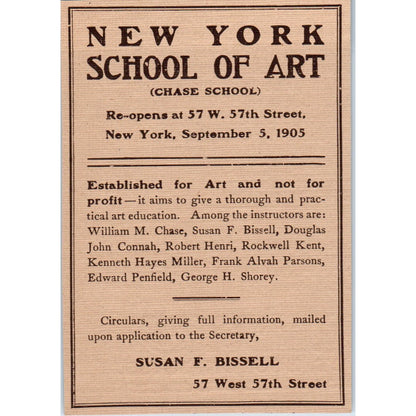 NEW YORK
SCHOOL OF ART
(CHASE SCHOOL)
Re-opens at 57 W. 57th Street,
New York, September 5, 1905
Established for Art and not for
profit—it aims to give a thorough and prac-
tical art education. Among the instructors are:
William M. Chase, Susan F. Bissell, Douglas
John Connah, Robert Henri, Rockwell Kent,
Kenneth Hayes Miller, Frank Alvah Parsons,
Edward Penfield, George H. Shorey.
Circulars, giving full information, mailed
upon application to the Secretary,
SUSAN F. BISSELL
57 West 57th Street